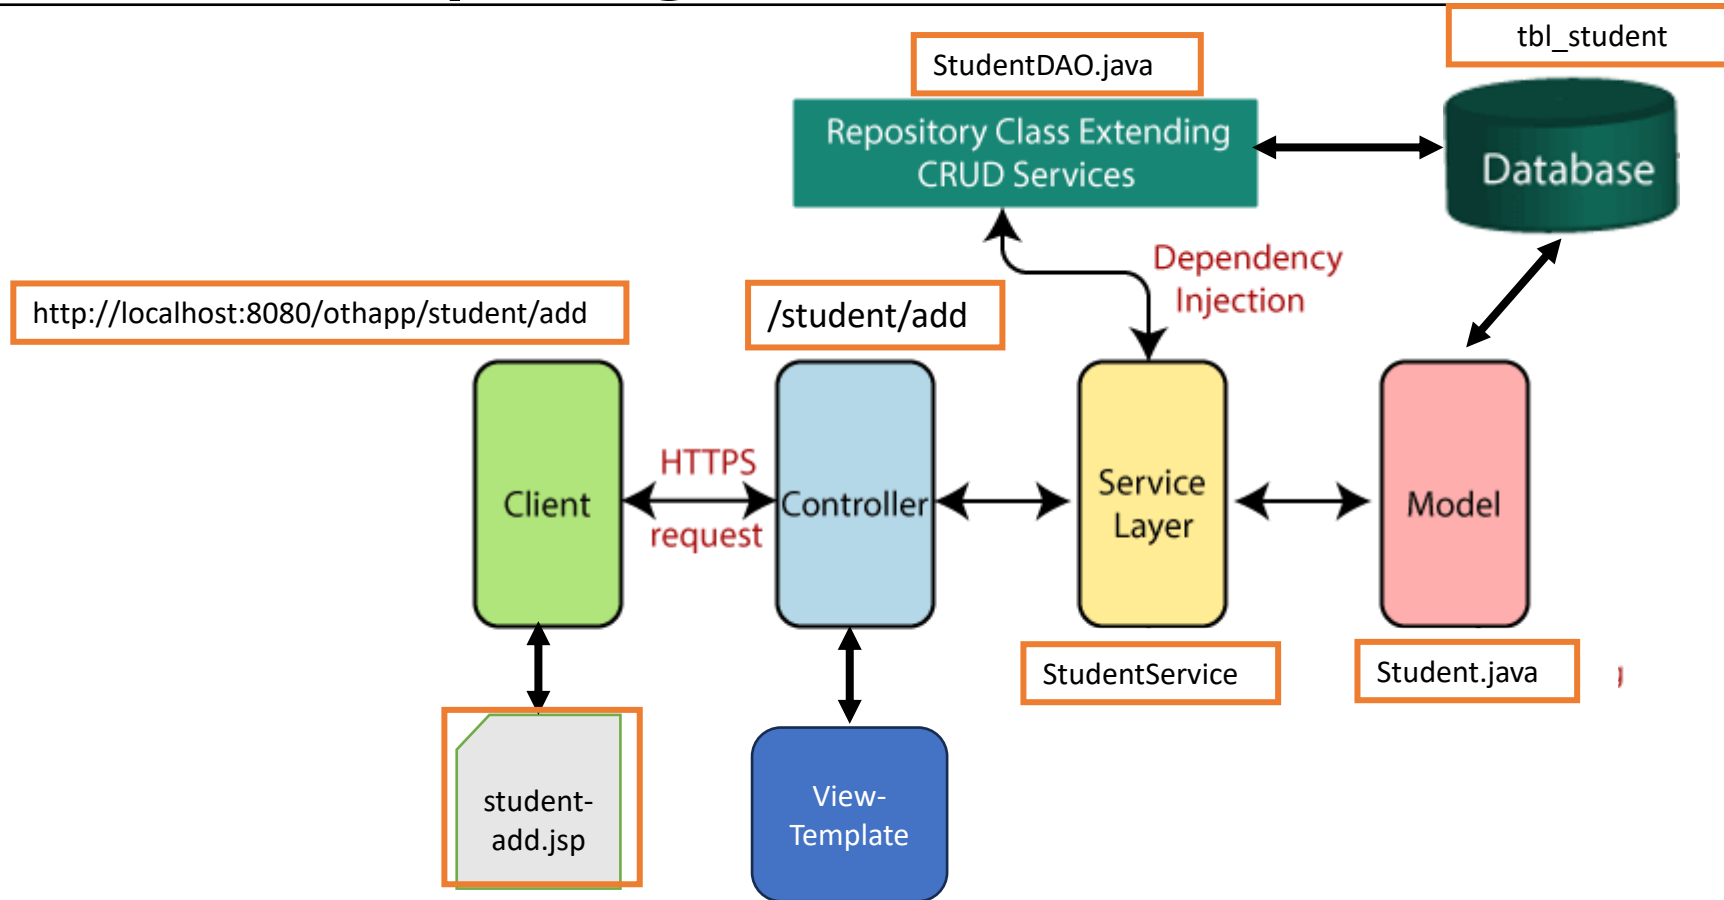 tbl_student
StudentDAO.java
Repository Class Extending
CRUD Services
Database
Dependency
Injection
http://localhost:8080/othapp/student/add
/student/add
HTTPS
request
Client
Controller
Service
Layer
Model
StudentService
Student.java
student-
add.jsp
View-
Template